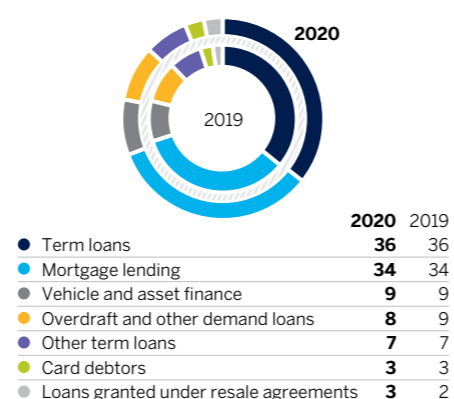 2020
2019
2020 2019
Term loans 36 36
Mortgage lending 34 34
Vehicle and asset finance 9 9
Overdraft and other demand loans 8 9
Other term loans 7 7
Card debtors 3 3
Loans granted under resale agreements 3 2